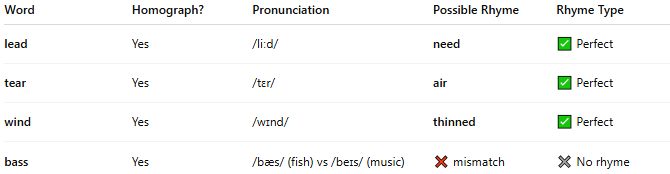 Word Homograph? Pronunciation Possible Rhyme Rhyme Type
lead Yes /liːd/ need ✅ Perfect
tear Yes /tɛr/ air ✅ Perfect
wind Yes /wɪnd/ thinned ✅ Perfect
bass Yes /bæs/ (fish) vs /beɪs/ (music) ❌ mismatch ❌ No rhyme